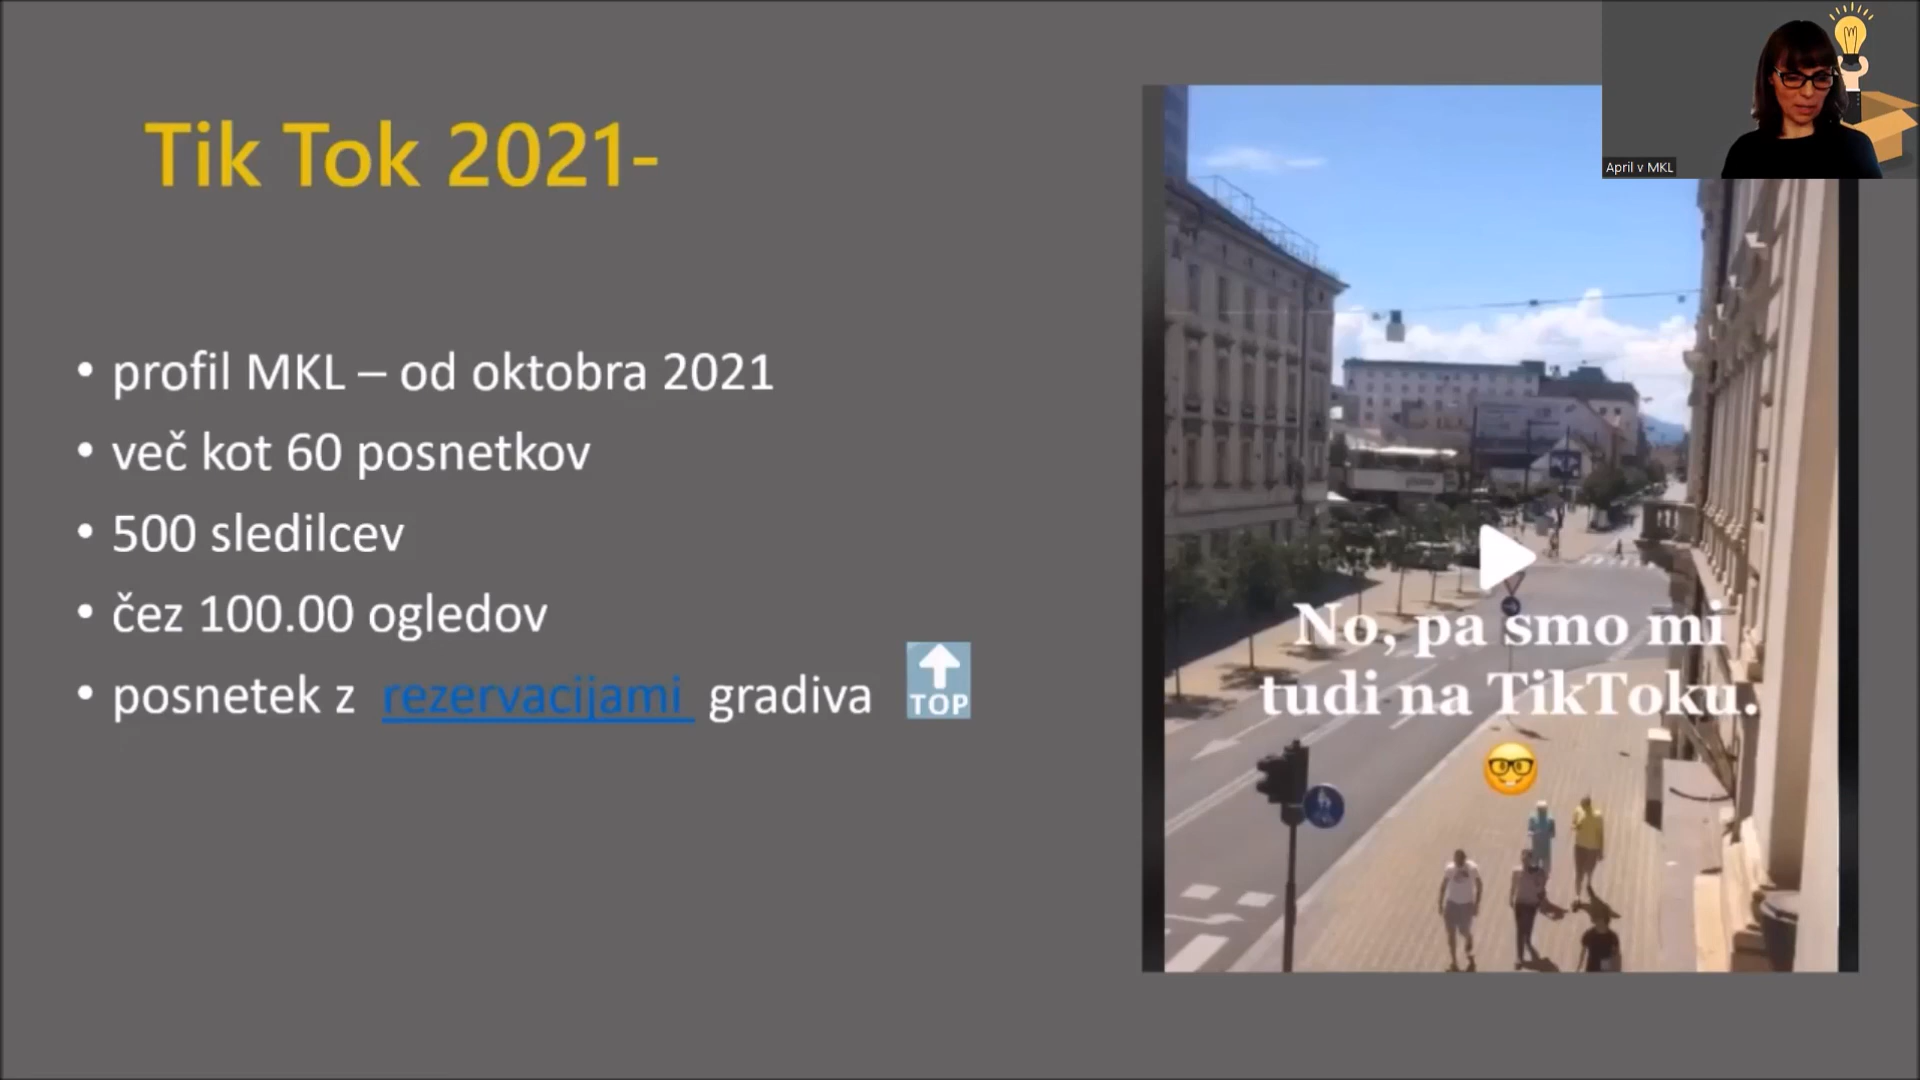 Tik Tok 2021-
• profil MKL – od oktobra 2021
• več kot 60 posnetkov
• 500 sledilcev
• čez 100.00 ogledov
• posnetek z rezervacijami gradiva
TOP
No, pa smo mi
tudi na TikToku.
April v MKL